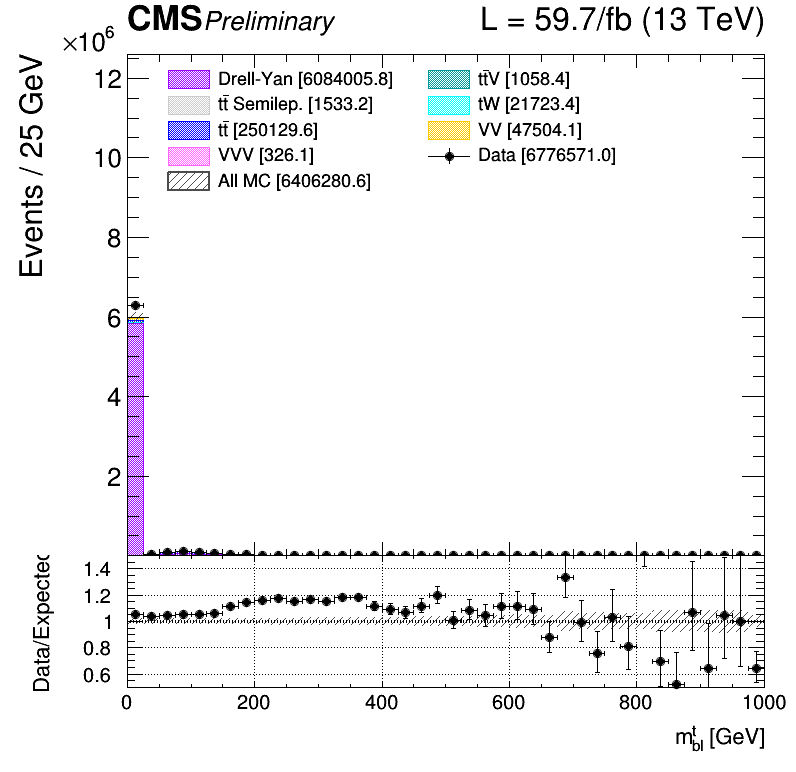 CMS Preliminary L = 59.7/fb (13 TeV)
×10⁶
Events / 25 GeV
12
10
8
6
4
2
Drell-Yan [6084005.8]
tt̄ Semilep. [1533.2]
tt̄ [250129.6]
VVV [326.1]
All MC [6406280.6]
tt̄V [1058.4]
tW [21723.4]
VV [47504.1]
Data [6776571.0]
Data/Expected
1.4
1.2
1
0.8
0.6
0 200 400 600 800 1000
m^t_bl [GeV]